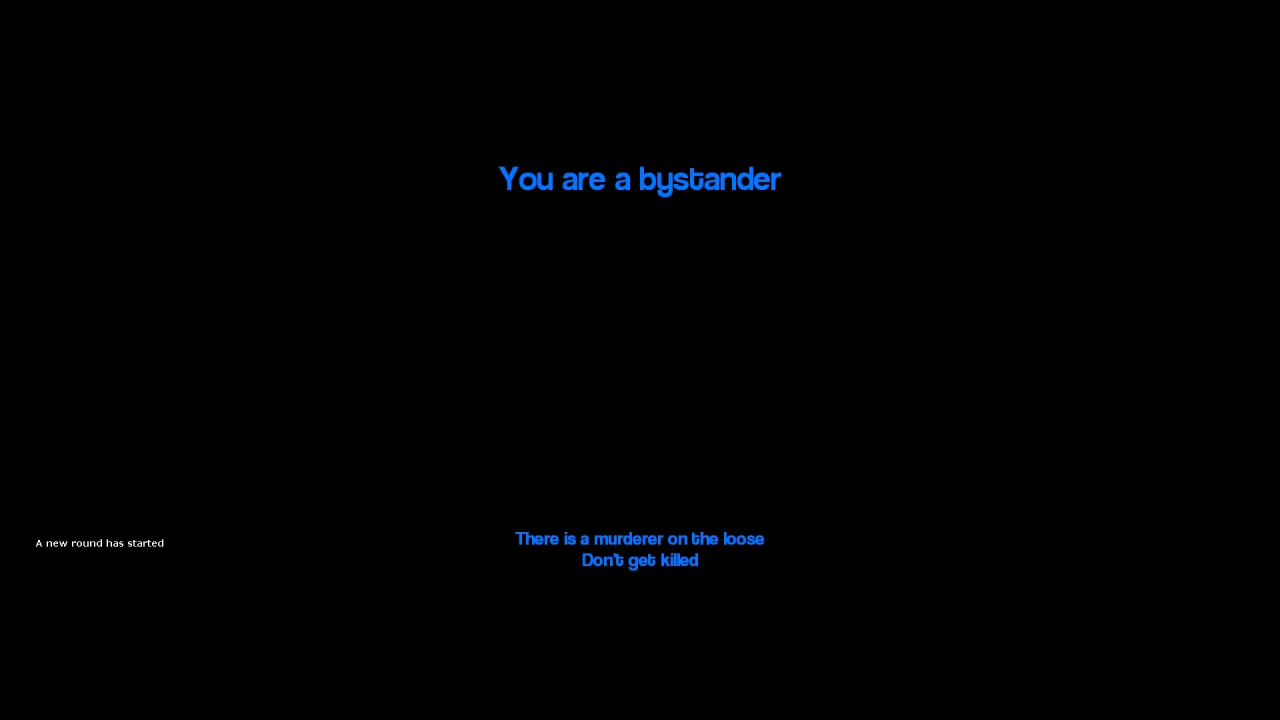 You are a bystander
A new round has started
There is a murderer on the loose
Don't get killed